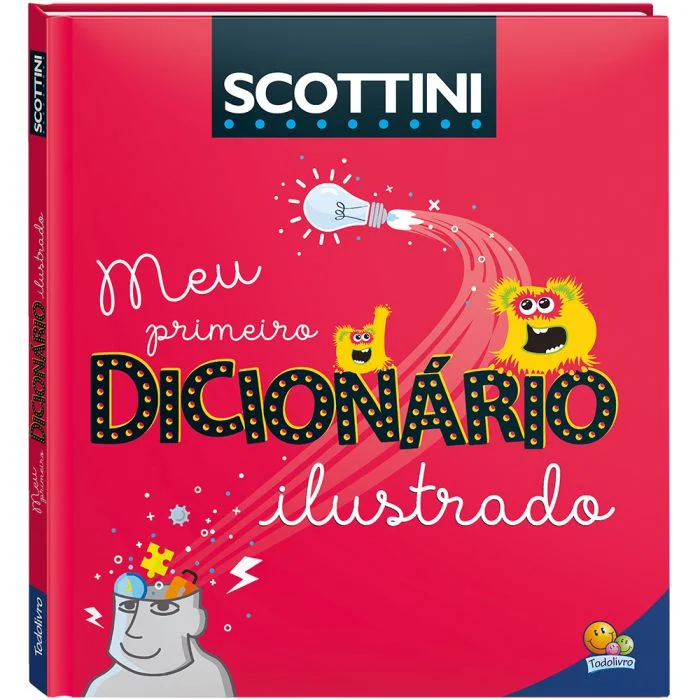 SCOTTINI
Meu
primeiro
DICIONÁRIO
ilustrado
Todolivro
SCOTTINI
Meu
primeiro
DICIONÁRIO
ilustrado
Todolivro